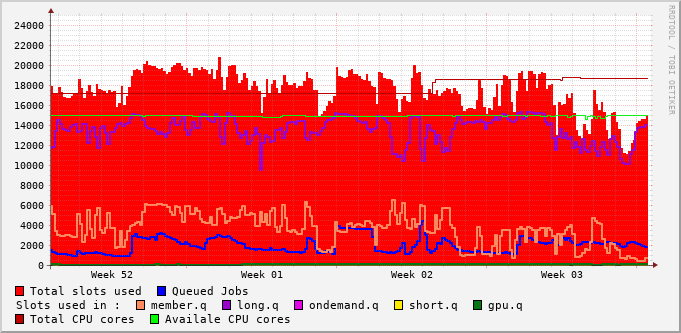 24000
22000
20000
18000
16000
14000
12000
10000
8000
6000
4000
2000
0
Week 52 Week 01 Week 02 Week 03
Total slots used Queued Jobs
Slots used in : member.q long.q ondemand.q short.q gpu.q
Total CPU cores Availale CPU cores
RRDTOOL / TOBI OETIKER